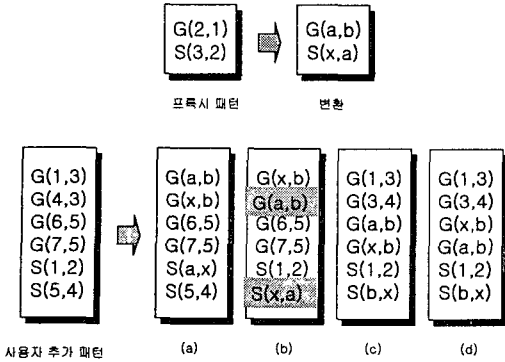 G(2,1)
S(3,2)
G(a,b)
S(x,a)
프록시 패턴
변환
G(1,3)
G(4,3)
G(6,5)
G(7,5)
S(1,2)
S(5,4)
사용자 추가 패턴
G(a,b)
G(x,b)
G(6,5)
G(7,5)
S(a,x)
S(5,4)
(a)
G(x,b)
G(a,b)
G(6,5)
G(7,5)
S(1,2)
S(x,a)
(b)
G(1,3)
G(3,4)
G(a,b)
G(x,b)
S(1,2)
S(b,x)
(c)
G(1,3)
G(3,4)
G(x,b)
G(a,b)
S(1,2)
S(b,x)
(d)